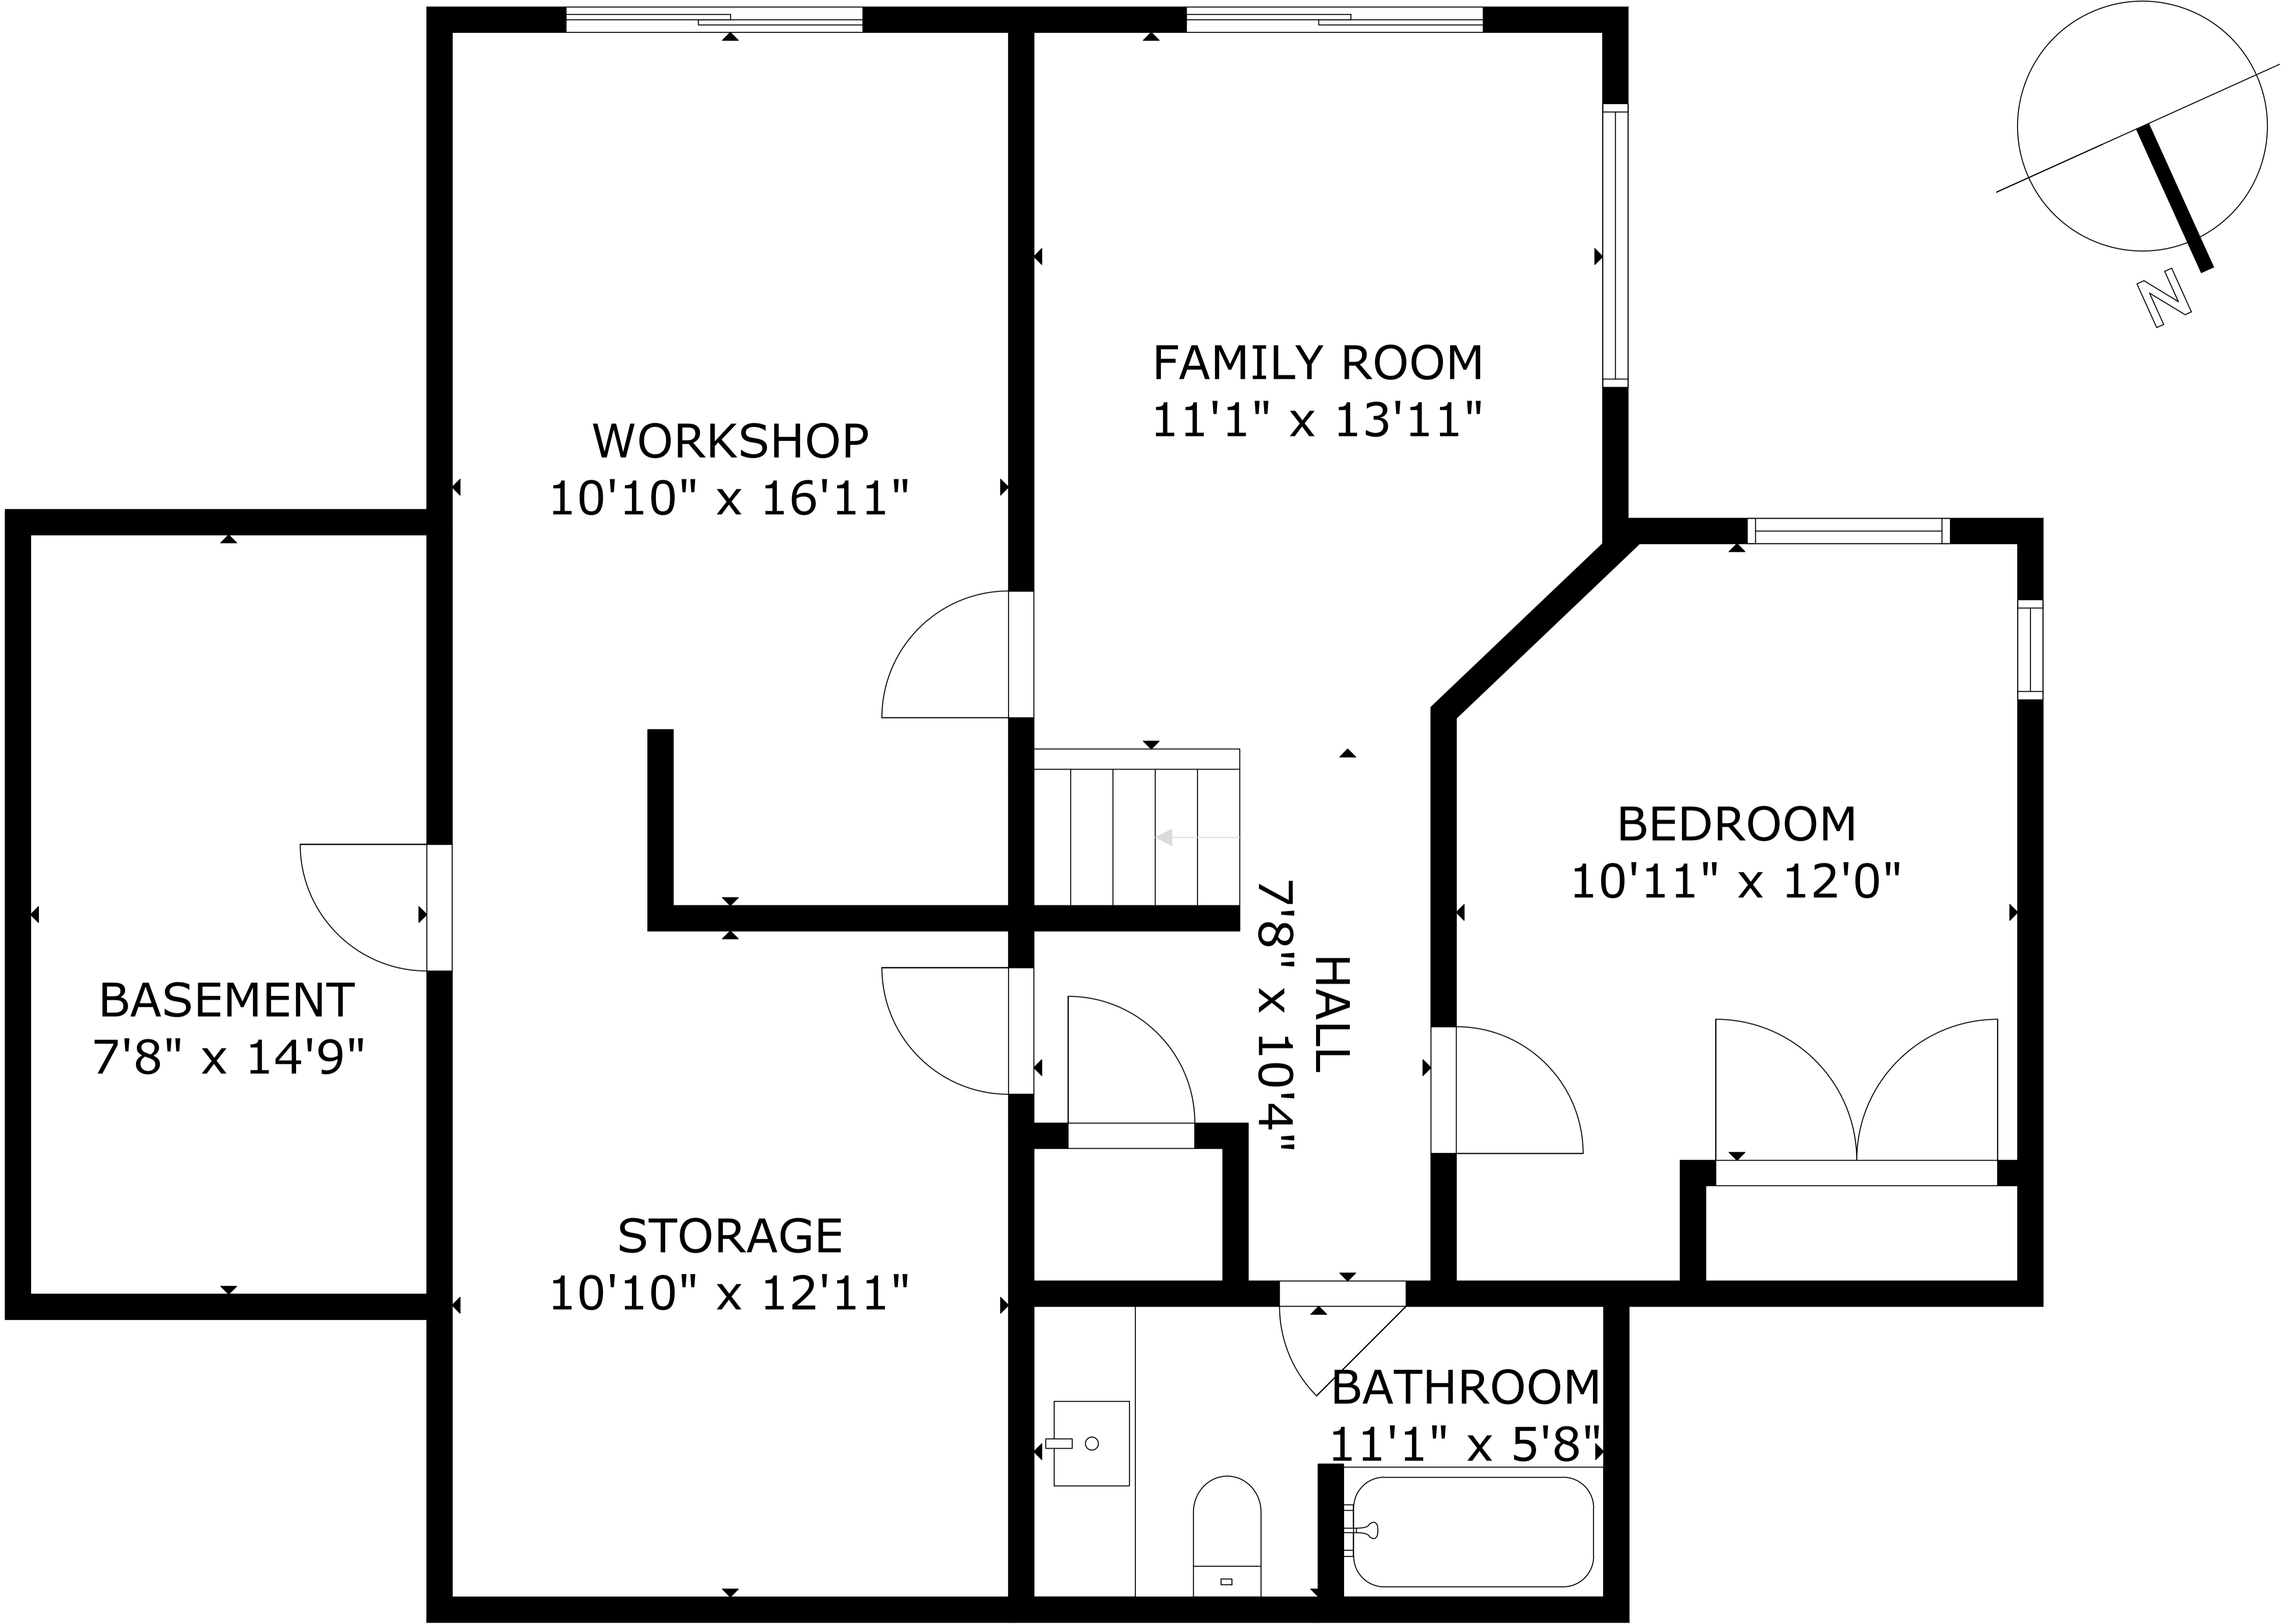 N
FAMILY ROOM
11'1" x 13'11"
WORKSHOP
10'10" x 16'11"
BEDROOM
10'11" x 12'0"
HALL
7'8" x 10'4"
BASEMENT
7'8" x 14'9"
STORAGE
10'10" x 12'11"
BATHROOM
11'1" x 5'8"